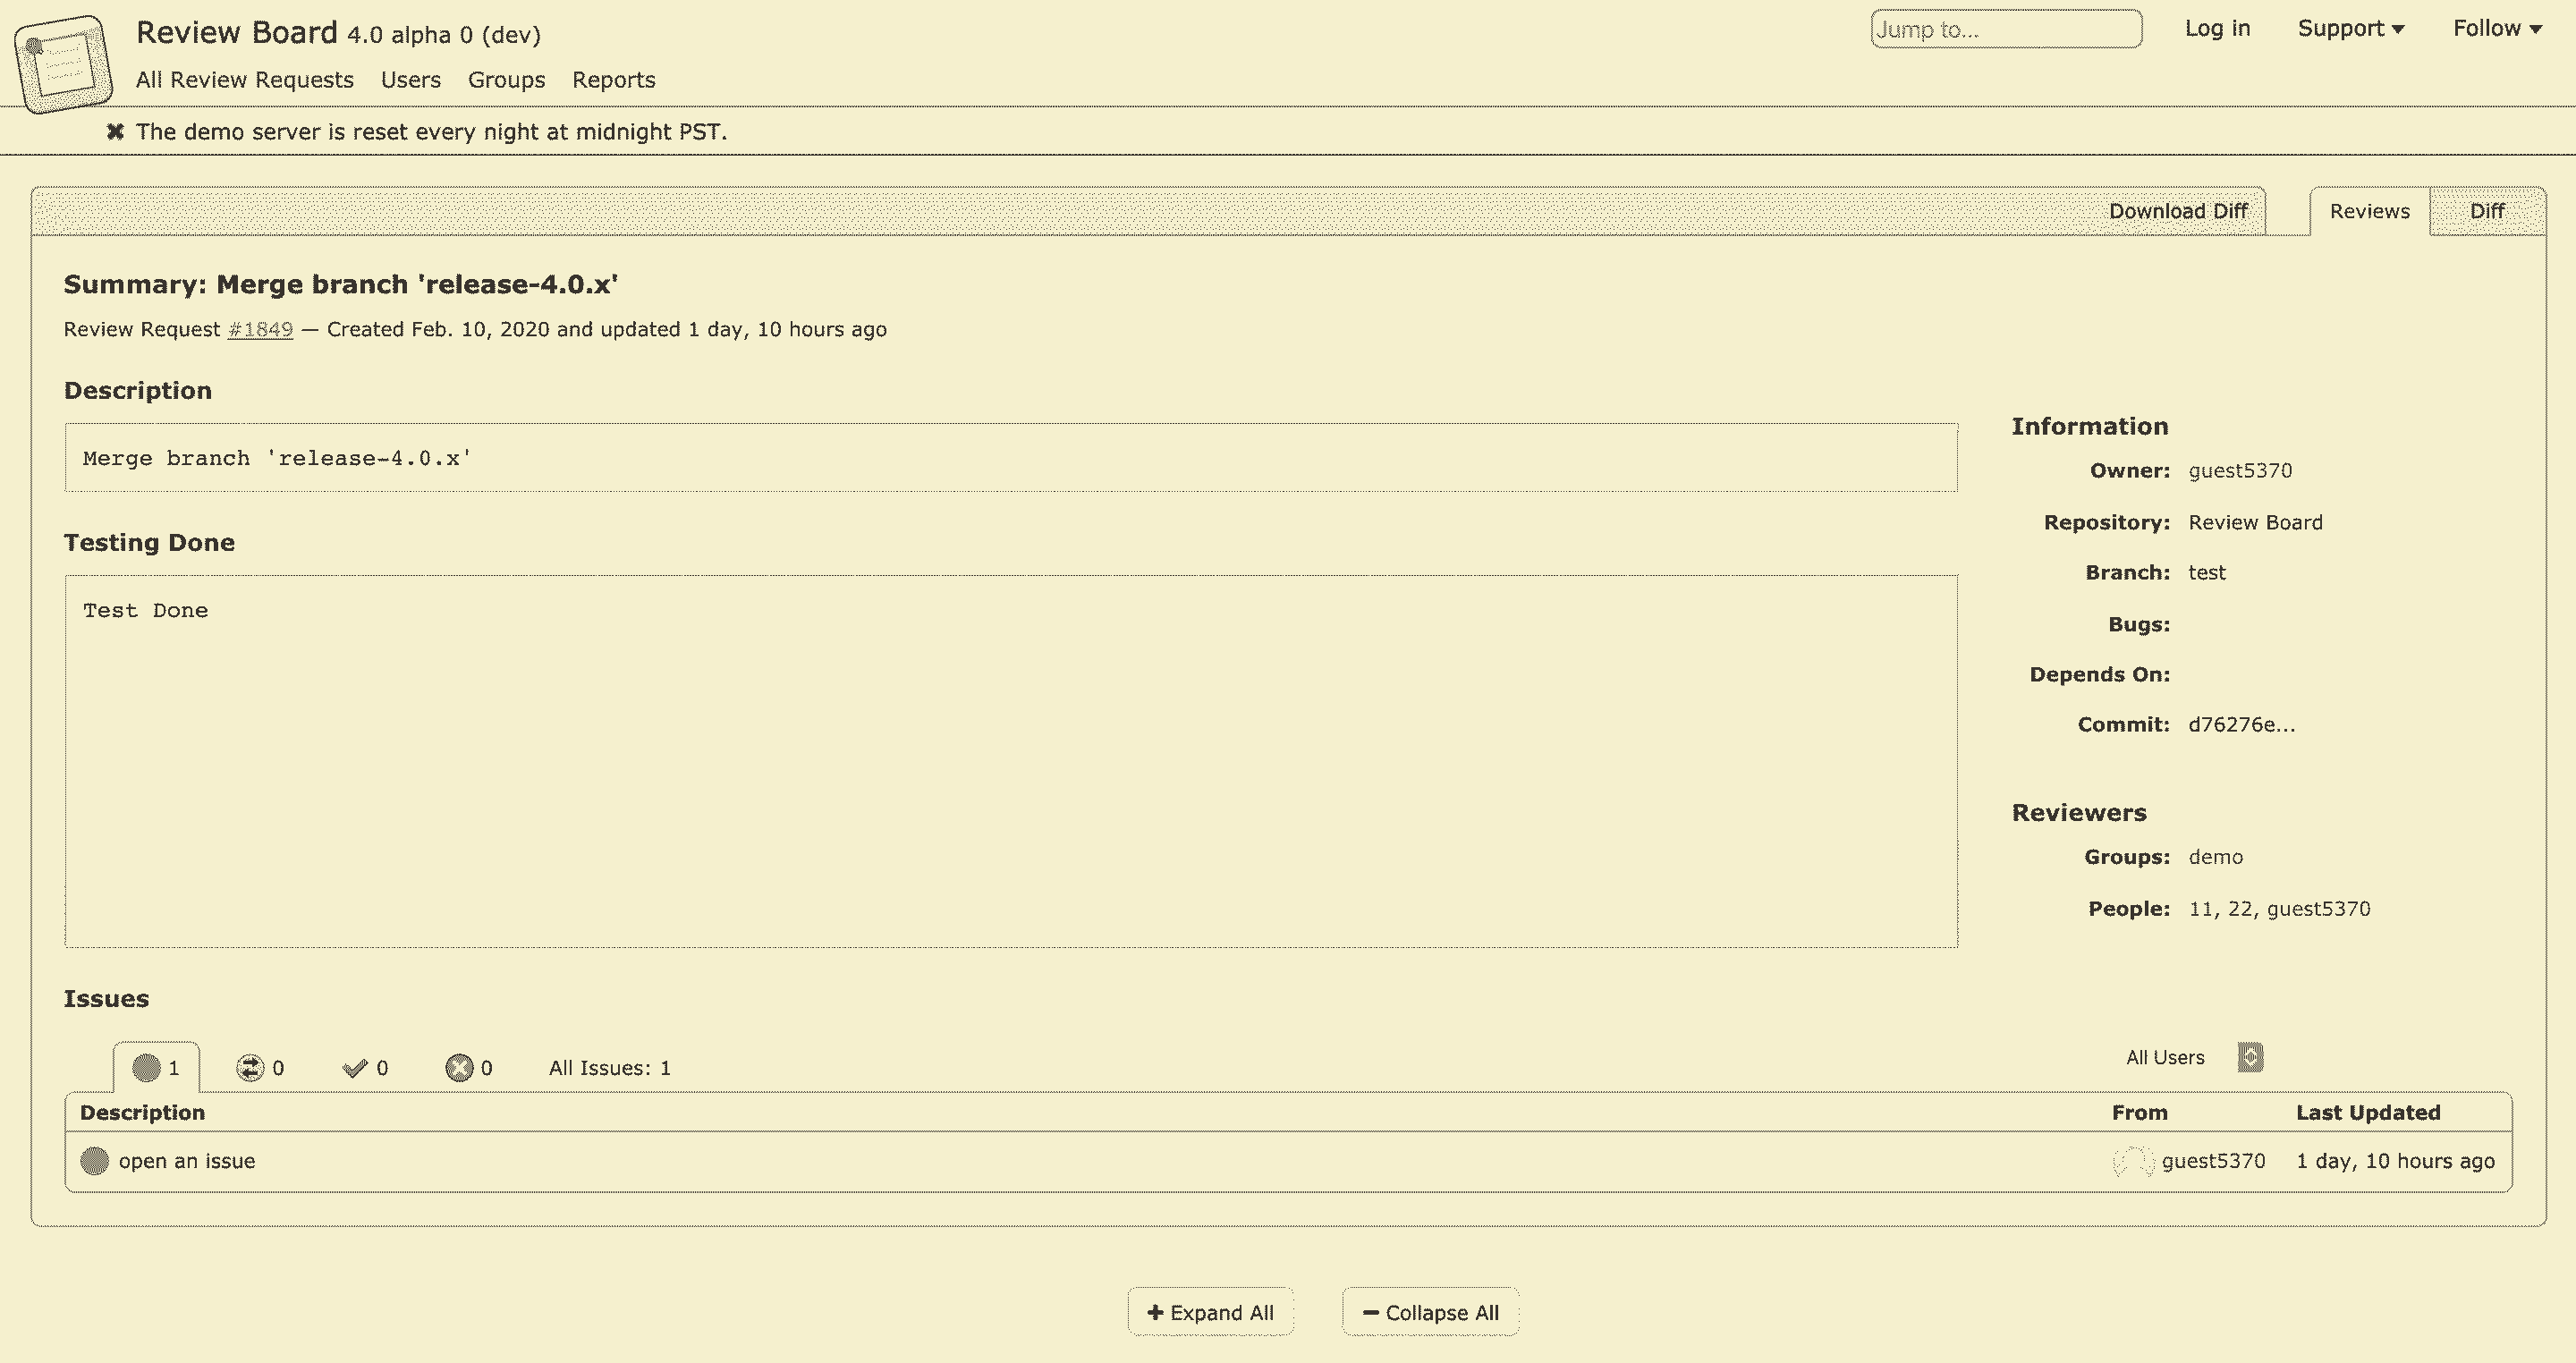 Review Board 4.0 alpha 0 (dev)
Jump to... Log in Support Follow
All Review Requests Users Groups Reports
The demo server is reset every night at midnight PST.
Download Diff Reviews Diff
Summary: Merge branch 'release-4.0.x'
Review Request #1849 — Created Feb. 10, 2020 and updated 1 day, 10 hours ago
Description
Merge branch 'release-4.0.x'
Testing Done
Test Done
Information
Owner: guest5370
Repository: Review Board
Branch: test
Bugs:
Depends On:
Commit: d76276e...
Reviewers
Groups: demo
People: 11, 22, guest5370
Issues
1 0 0 0 All Issues: 1 All Users
Description From Last Updated
open an issue guest5370 1 day, 10 hours ago
Expand All Collapse All